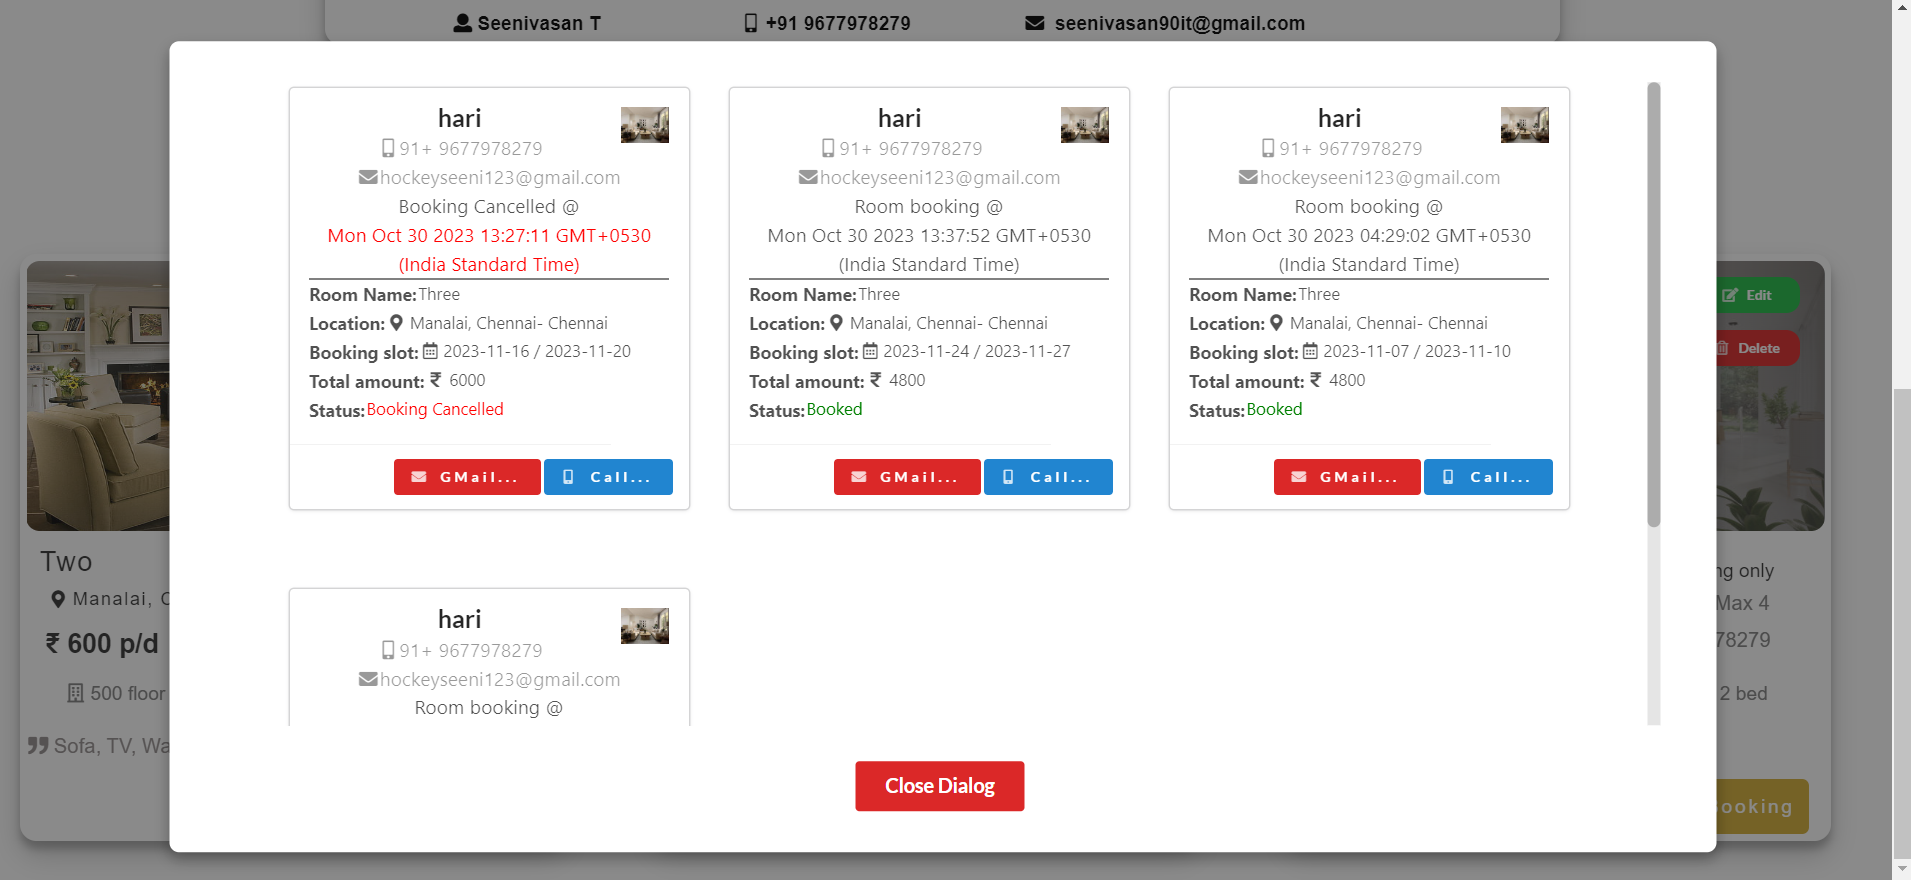 Seenivasan T
+91 9677978279
seenivasan90it@gmail.com
hari
91+ 9677978279
hockeyseeni123@gmail.com
Booking Cancelled @
Mon Oct 30 2023 13:27:11 GMT+0530
(India Standard Time)
Room Name:Three
Location: Manalai, Chennai- Chennai
Booking slot: 2023-11-16 / 2023-11-20
Total amount: ₹ 6000
Status:Booking Cancelled
GMail...
Call...
hari
91+ 9677978279
hockeyseeni123@gmail.com
Room booking @
Mon Oct 30 2023 13:37:52 GMT+0530
(India Standard Time)
Room Name:Three
Location: Manalai, Chennai- Chennai
Booking slot: 2023-11-24 / 2023-11-27
Total amount: ₹ 4800
Status:Booked
GMail...
Call...
hari
91+ 9677978279
hockeyseeni123@gmail.com
Room booking @
Mon Oct 30 2023 04:29:02 GMT+0530
(India Standard Time)
Room Name:Three
Location: Manalai, Chennai- Chennai
Booking slot: 2023-11-07 / 2023-11-10
Total amount: ₹ 4800
Status:Booked
GMail...
Call...
hari
91+ 9677978279
hockeyseeni123@gmail.com
Room booking @
Close Dialog
Two
Manalai,
₹ 600 p/d
500 floor
Sofa, TV,
Edit
Delete
only
Max 4
78279
2 bed
ooking